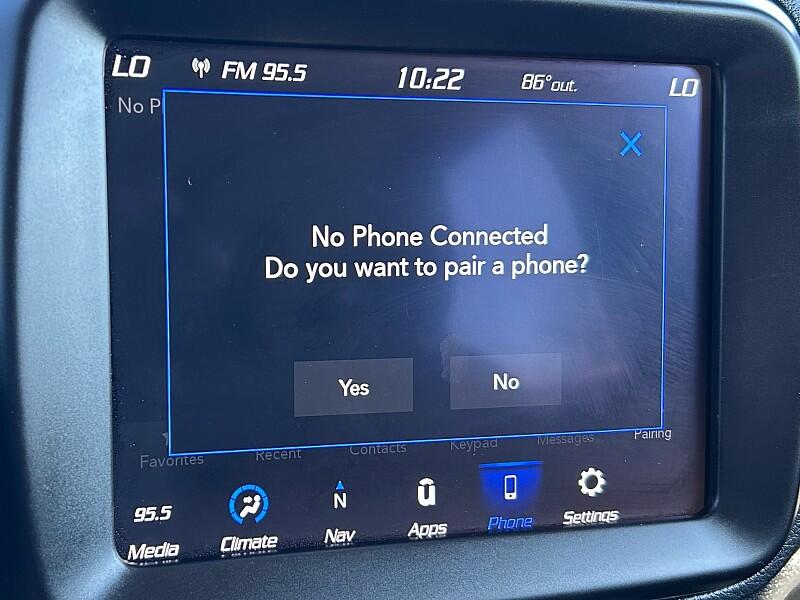 LO FM 95.5 10:22 86°out. LO
No P
No Phone Connected
Do you want to pair a phone?
Yes No
Favorites Recent Contacts Keypad Messages Pairing
95.5 N
Media Climate Nav Apps Phone Settings